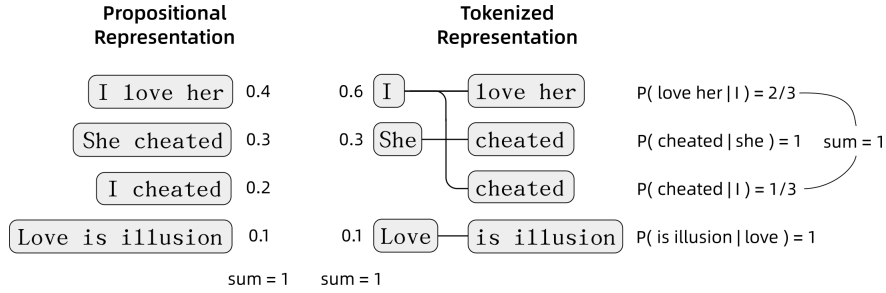 Propositional
Representation
Tokenized
Representation
I love her 0.4 0.6 I love her P( love her | I ) = 2/3
She cheated 0.3 0.3 She cheated P( cheated | she ) = 1 sum = 1
I cheated 0.2 cheated P( cheated | I ) = 1/3
Love is illusion 0.1 0.1 Love is illusion P( is illusion | love ) = 1
sum = 1 sum = 1